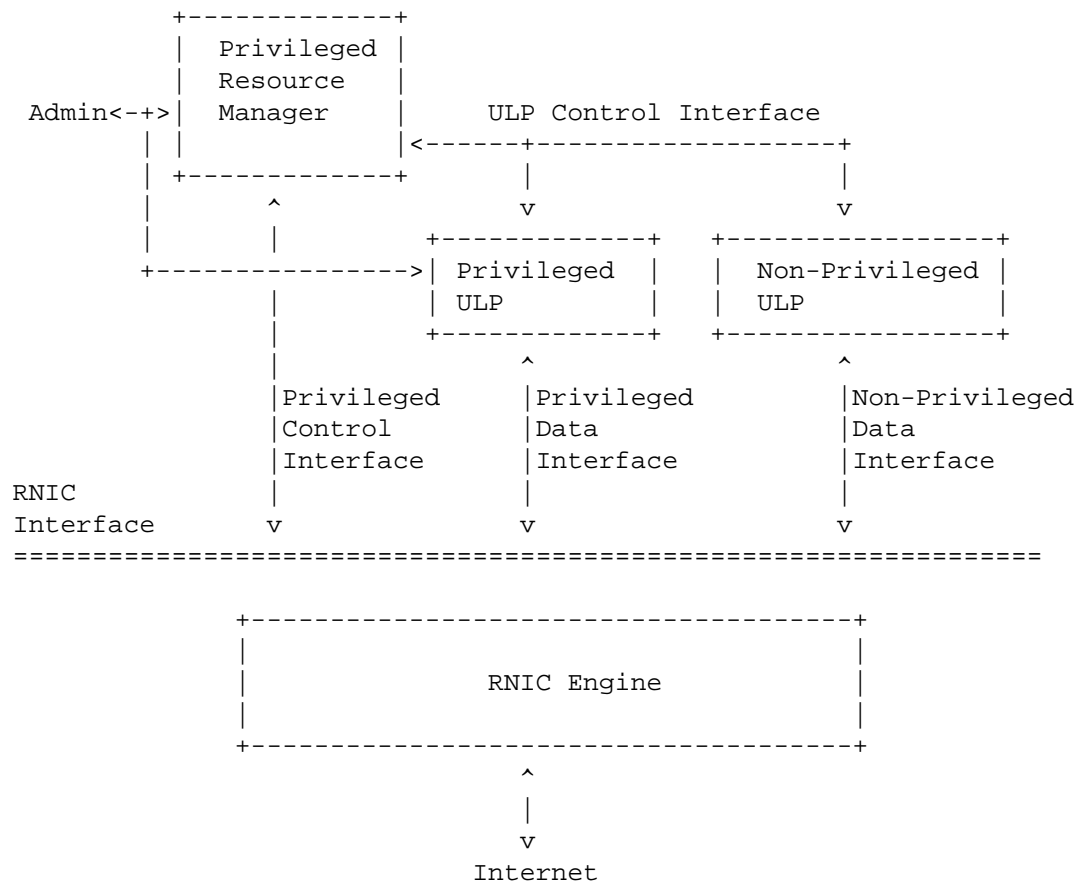 Privileged
Resource
Admin<-+>| Manager
ULP Control Interface
Privileged
ULP
Non-Privileged
ULP
Privileged
Control
Interface
Privileged
Data
Interface
Non-Privileged
Data
Interface
RNIC
Interface
RNIC Engine
Internet